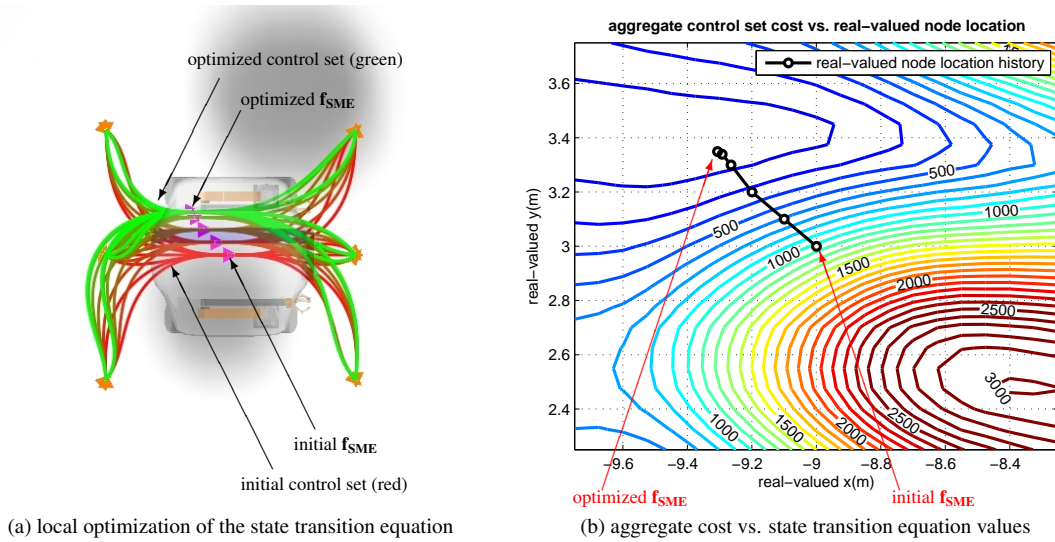 optimized control set (green)
optimized f_SME
initial f_SME
initial control set (red)
(a) local optimization of the state transition equation
aggregate control set cost vs. real−valued node location
real−valued node location history
real−valued y(m)
3.6
3.4
3.2
3
2.8
2.6
2.4
500
500
1000
1000
1500
2000
2500
3000
1000
1500
2000
2500
−9.6
−9.4
−9.2
−9
−8.8
−8.6
−8.4
real−valued x(m)
optimized f_SME
initial f_SME
(b) aggregate cost vs. state transition equation values